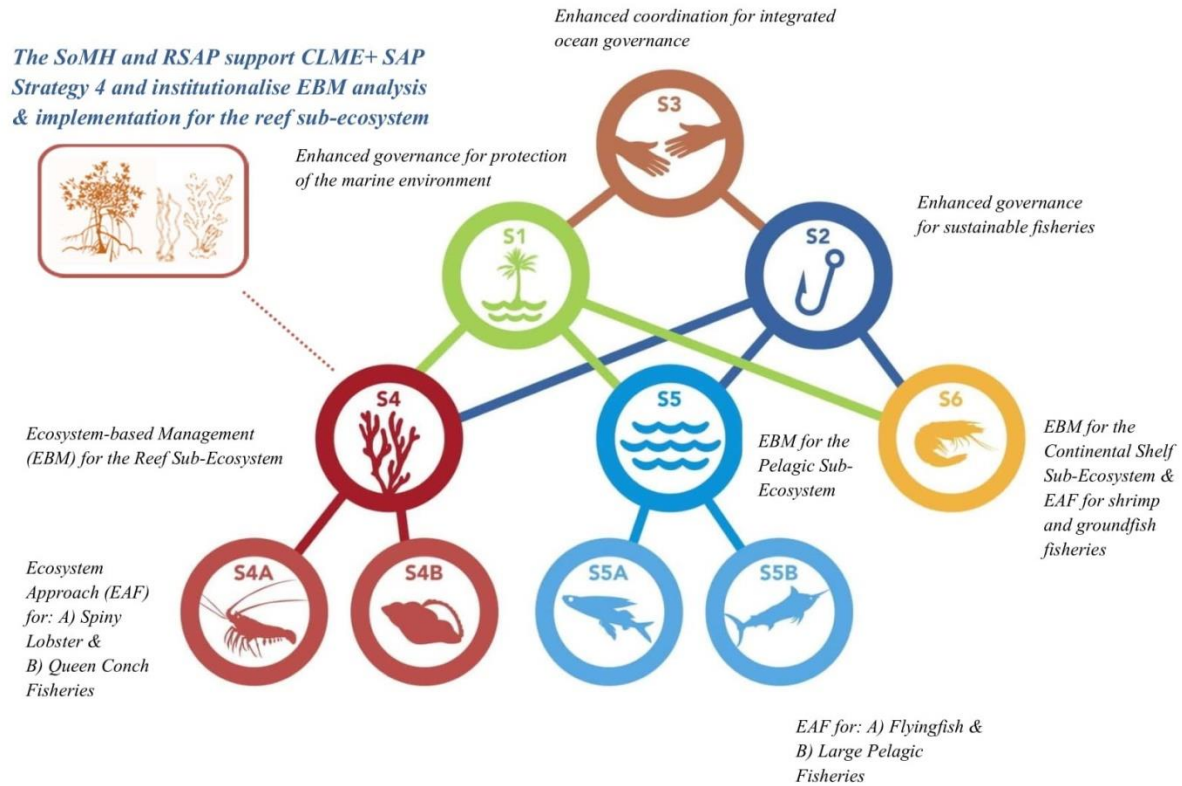 Enhanced coordination for integrated
ocean governance
The SoMH and RSAP support CLME+ SAP
Strategy 4 and institutionalise EBM analysis
& implementation for the reef sub-ecosystem
S3
Enhanced governance for protection
of the marine environment
Enhanced governance
for sustainable fisheries
S1
S2
S4
S5
S6
Ecosystem-based Management
(EBM) for the Reef Sub-Ecosystem
EBM for the
Pelagic Sub-
Ecosystem
EBM for the
Continental Shelf
Sub-Ecosystem &
EAF for shrimp
and groundfish
fisheries
Ecosystem
Approach (EAF)
for: A) Spiny
Lobster &
B) Queen Conch
Fisheries
S4A
S4B
S5A
S5B
EAF for: A) Flyingfish &
B) Large Pelagic
Fisheries